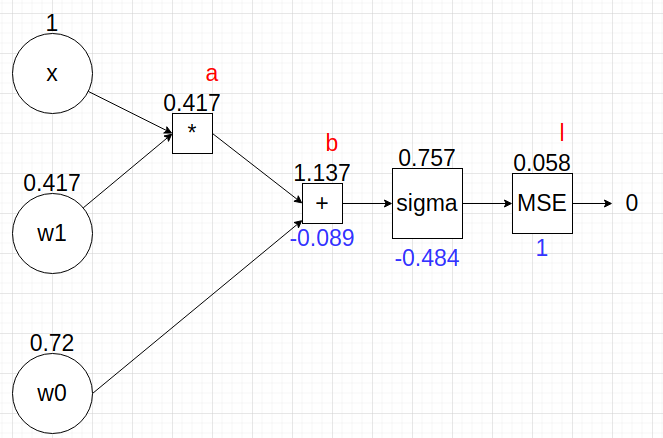 1
x
a
0.417
*
0.417
w1
b
1.137
+
-0.089
0.757
sigma
-0.484
l
0.058
MSE
1
0
0.72
w0